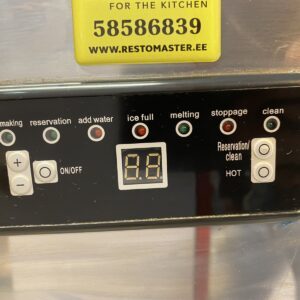 FOR THE KITCHEN
58586839
WWW.RESTOMASTER.EE
making reservation add water ice full melting stoppage clean
+
−
ON/OFF
Reservation/
clean
HOT